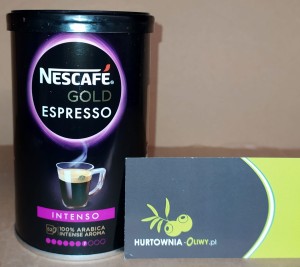 NESCAFÉ
GOLD
ESPRESSO
INTENSO
100% ARABICA
INTENSE AROMA
HURTOWNIA-OLIWY.pl